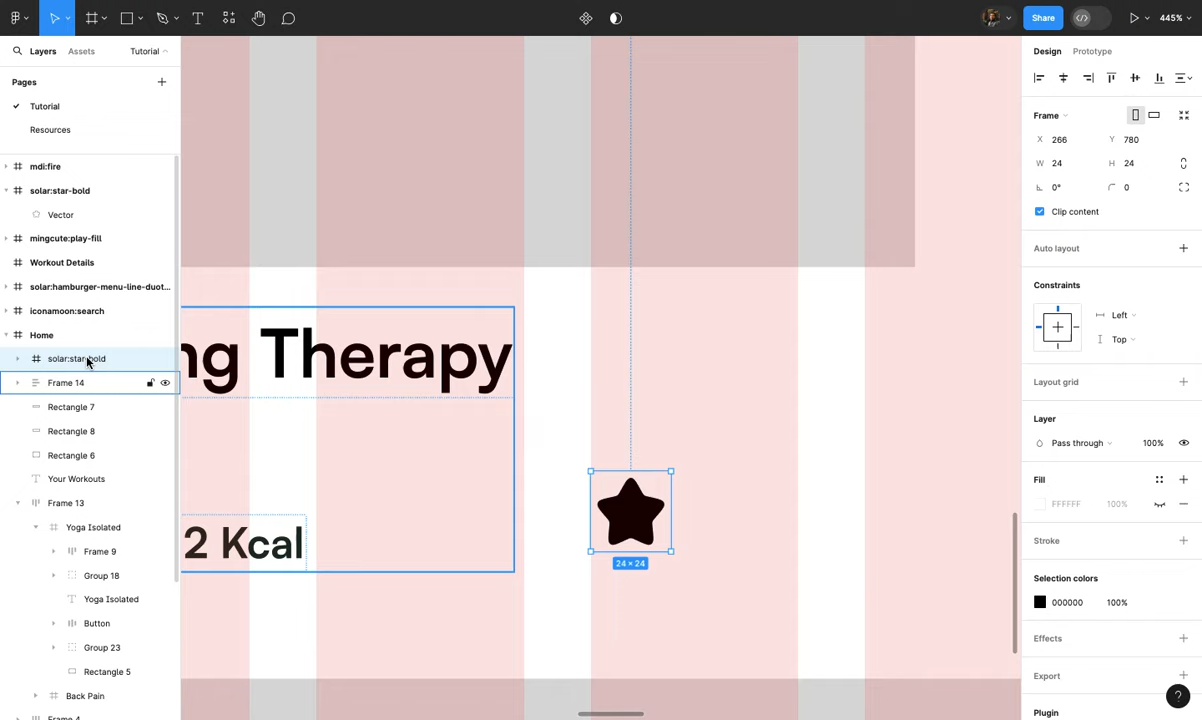 Share
445%
Layers
Assets
Tutorial
Pages
Tutorial
Resources
mdi:fire
solar:star-bold
Vector
mingcute:play-fill
Workout Details
solar:hamburger-menu-line-duot...
iconamoon:search
Home
solar:star-bold
Frame 14
Rectangle 7
Rectangle 8
Rectangle 6
Your Workouts
Frame 13
Yoga Isolated
Frame 9
Group 18
Yoga Isolated
Button
Group 23
Rectangle 5
Back Pain
Frame 4
ng Therapy
2 Kcal
24 × 24
Design
Prototype
Frame
X 266
Y 780
W 24
H 24
0°
0
Clip content
Auto layout
Constraints
Left
Top
Layout grid
Layer
Pass through
100%
Fill
FFFFFF
100%
Stroke
Selection colors
000000
100%
Effects
Export
Plugin
?